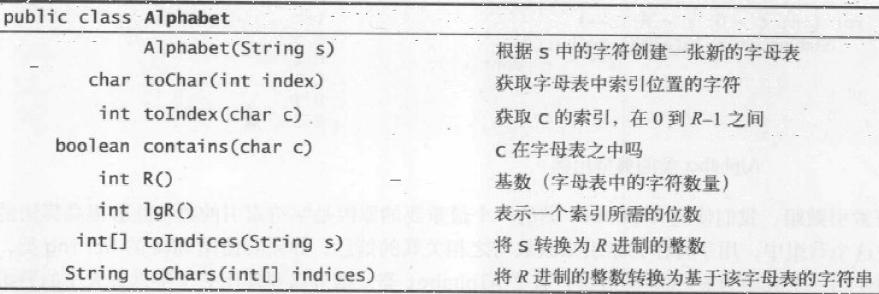 public class Alphabet
Alphabet(String s) 根据 s 中的字符创建一张新的字母表
char toChar(int index) 获取字母表中索引位置的字符
int toIndex(char c) 获取 c 的索引，在 0 到 R-1 之间
boolean contains(char c) c 在字母表之中吗
int R() 基数（字母表中的字符数量）
int lgR() 表示一个索引所需的位数
int[] toIndices(String s) 将 s 转换为 R 进制的整数
String toChars(int[] indices) 将 R 进制的整数转换为基于该字母表的字符串